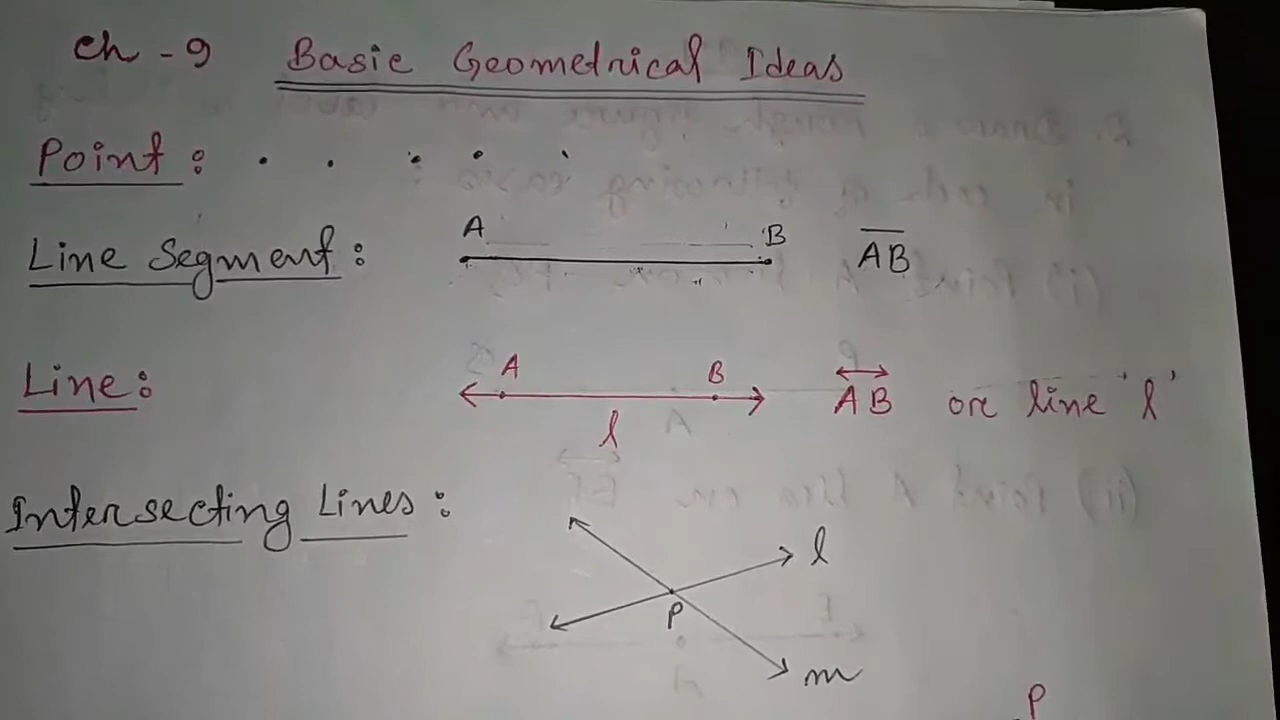 Ch - 9 Basic Geometrical Ideas
Point :
Line Segment : A B AB
Line : A B l AB or line 'l'
Intersecting Lines : l
P
m
P